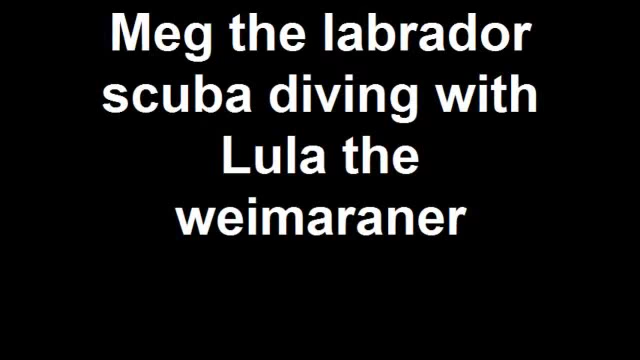 Meg the labrador
scuba diving with
Lula the
weimaraner